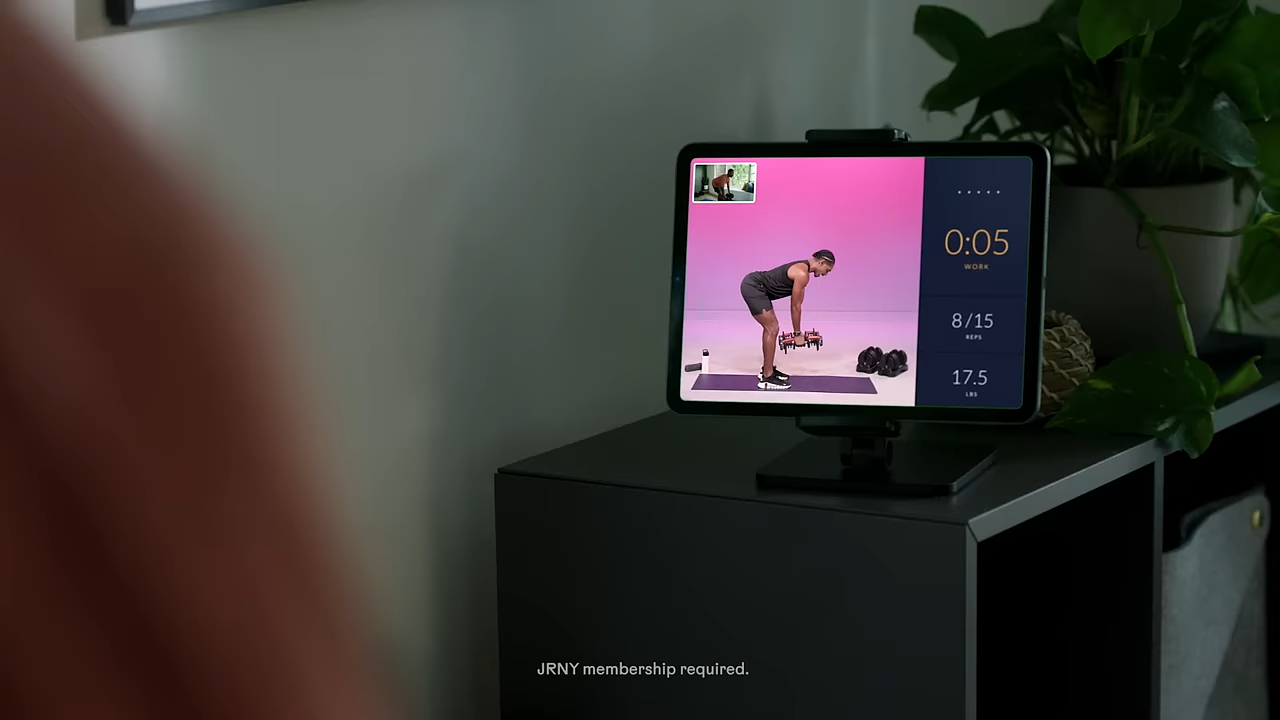 0:05
WORK
8/15
REPS
17.5
LBS
JRNY membership required.